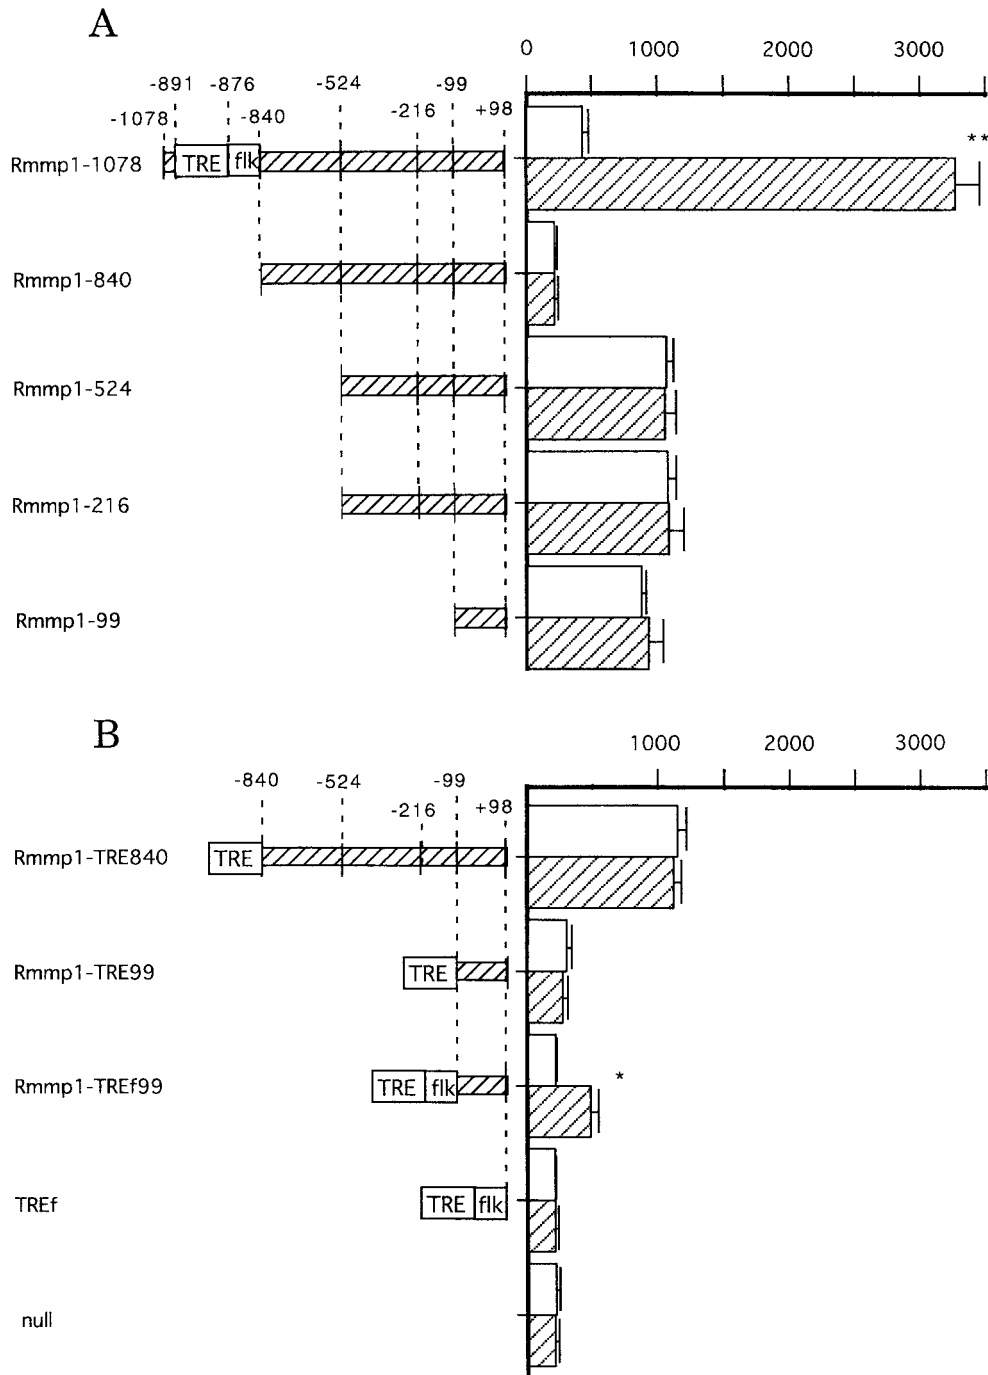 A
0 1000 2000 3000
-891 -876 -524 -99
-1078 -840 -216 +98
**
Rmmp1-1078 TRE flk
Rmmp1-840
Rmmp1-524
Rmmp1-216
Rmmp1-99
B
1000 2000 3000
-840 -524 -99
-216 +98
Rmmp1-TRE840 TRE
Rmmp1-TRE99 TRE
*
Rmmp1-TREf99 TRE flk
TREf TRE flk
null